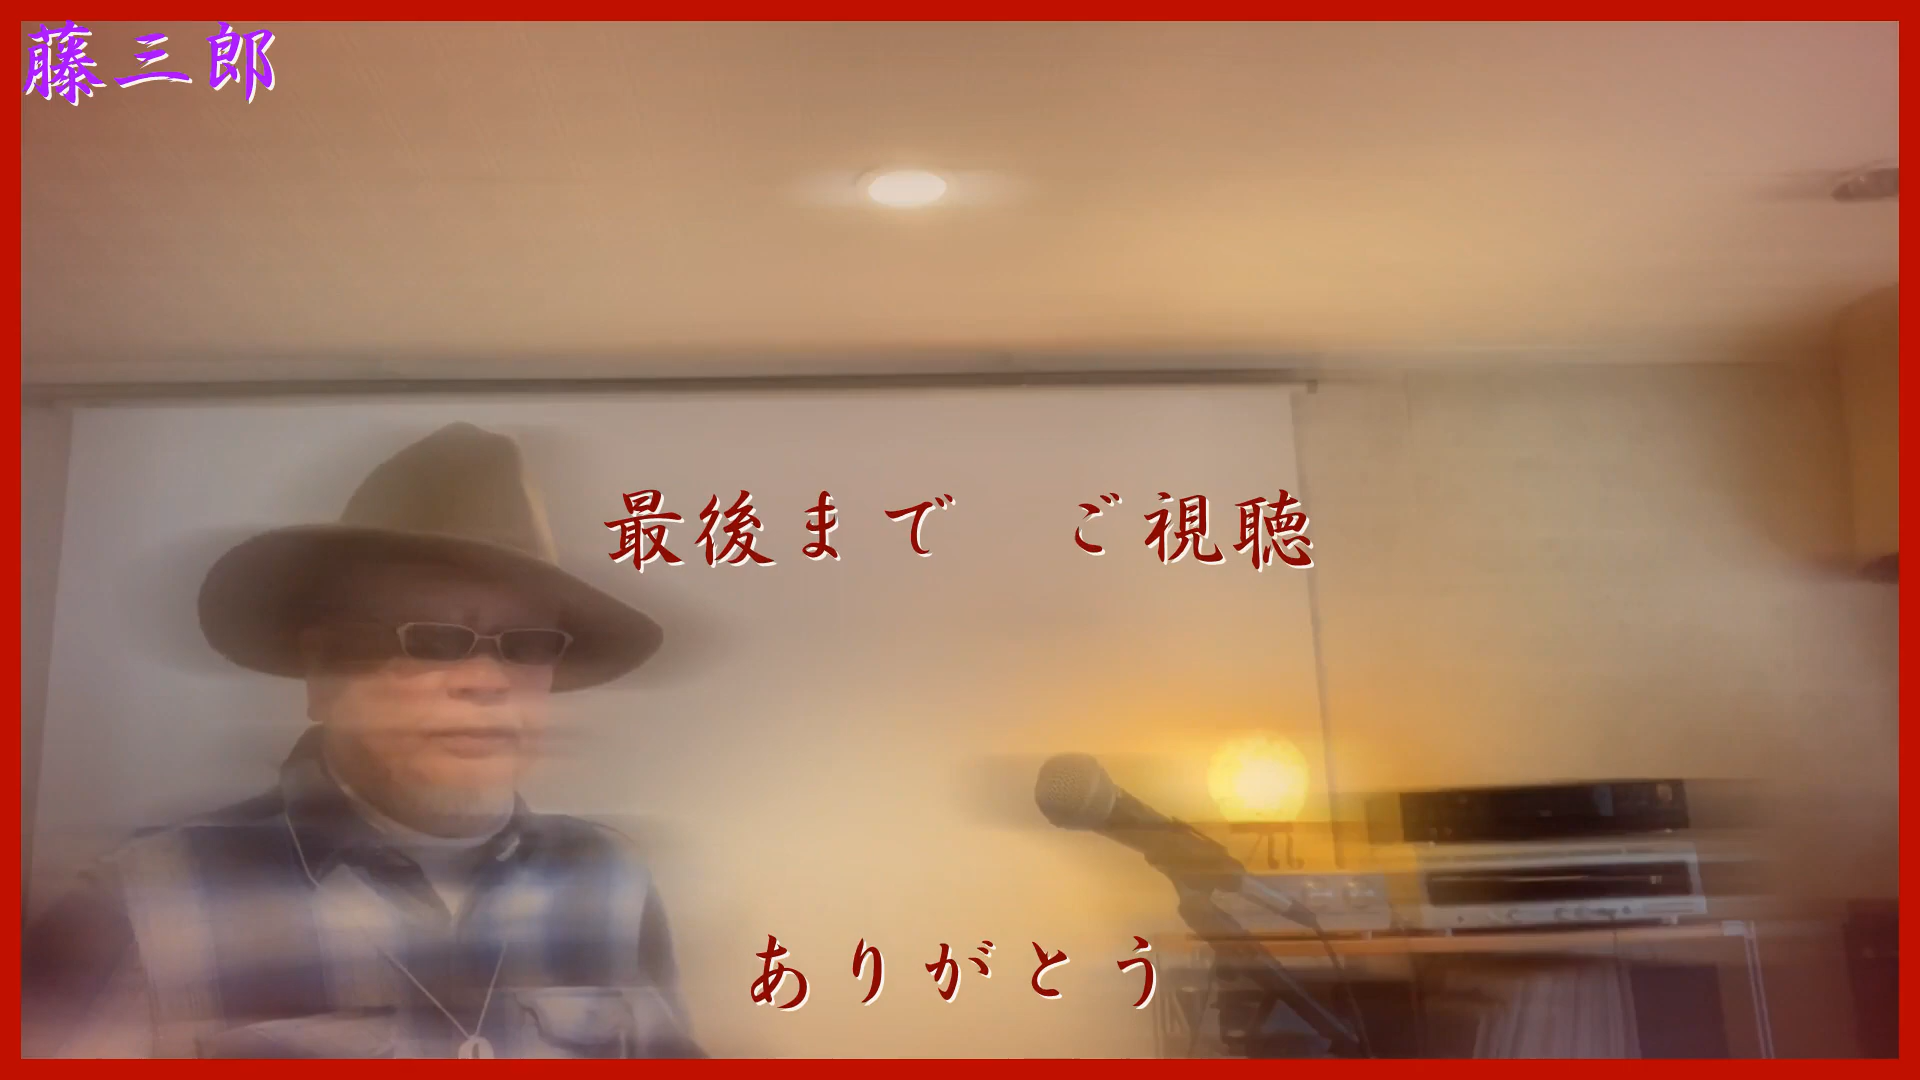 藤三郎
最後まで　ご視聴
ありがとう